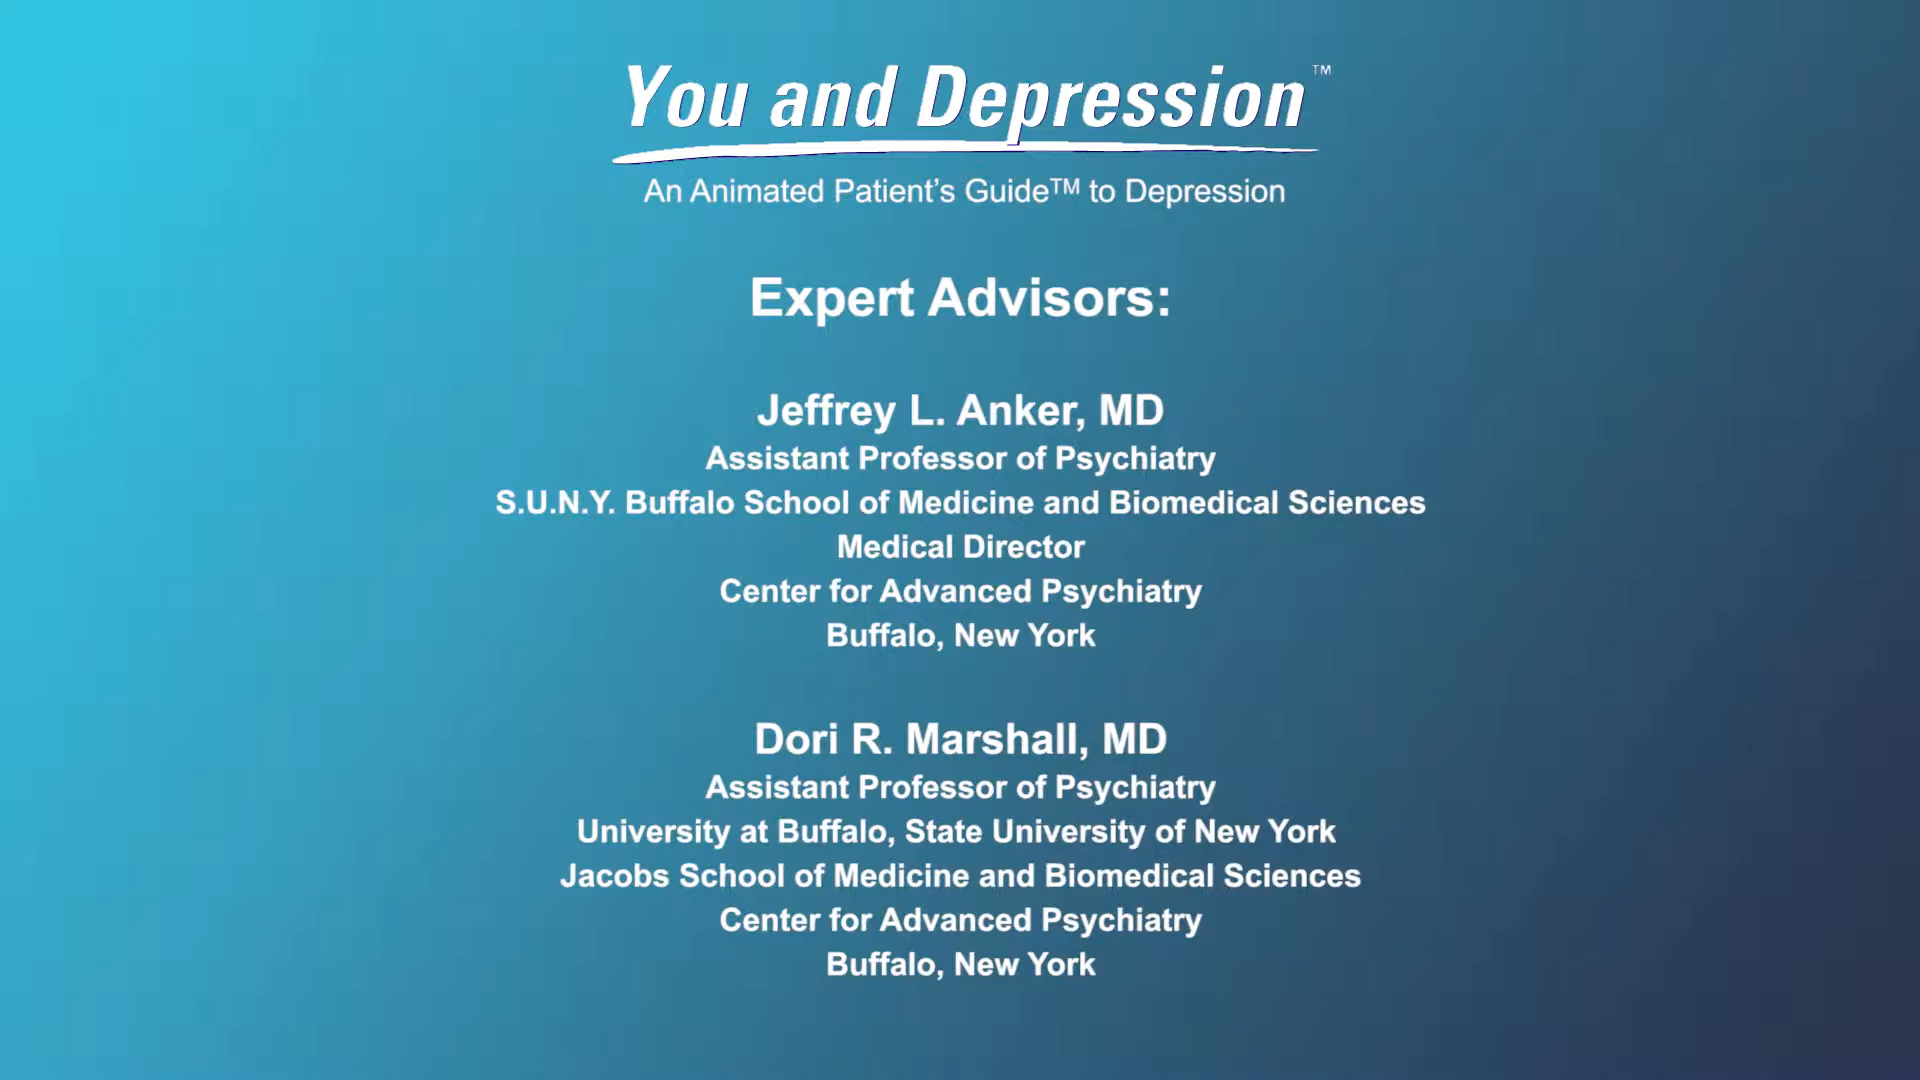 You and Depression™
An Animated Patient’s Guide™ to Depression
Expert Advisors:
Jeffrey L. Anker, MD
Assistant Professor of Psychiatry
S.U.N.Y. Buffalo School of Medicine and Biomedical Sciences
Medical Director
Center for Advanced Psychiatry
Buffalo, New York
Dori R. Marshall, MD
Assistant Professor of Psychiatry
University at Buffalo, State University of New York
Jacobs School of Medicine and Biomedical Sciences
Center for Advanced Psychiatry
Buffalo, New York